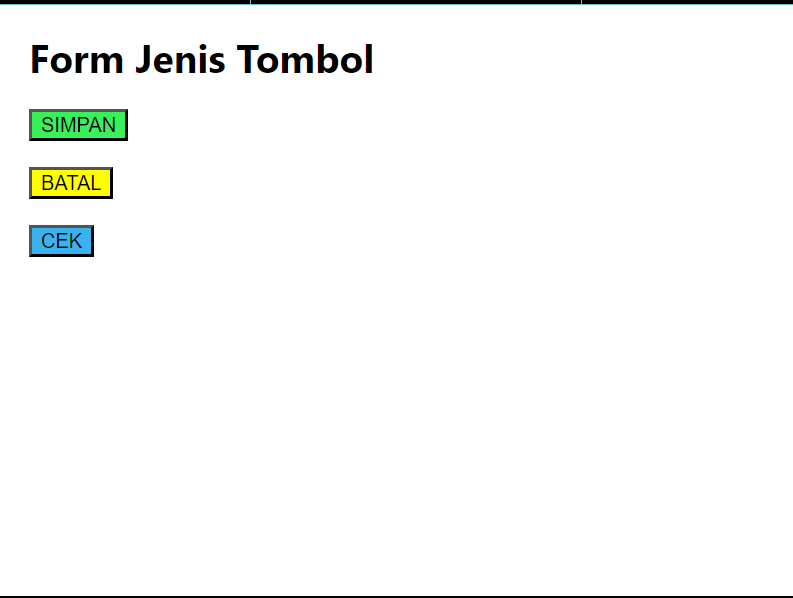 Form Jenis Tombol
SIMPAN
BATAL
CEK